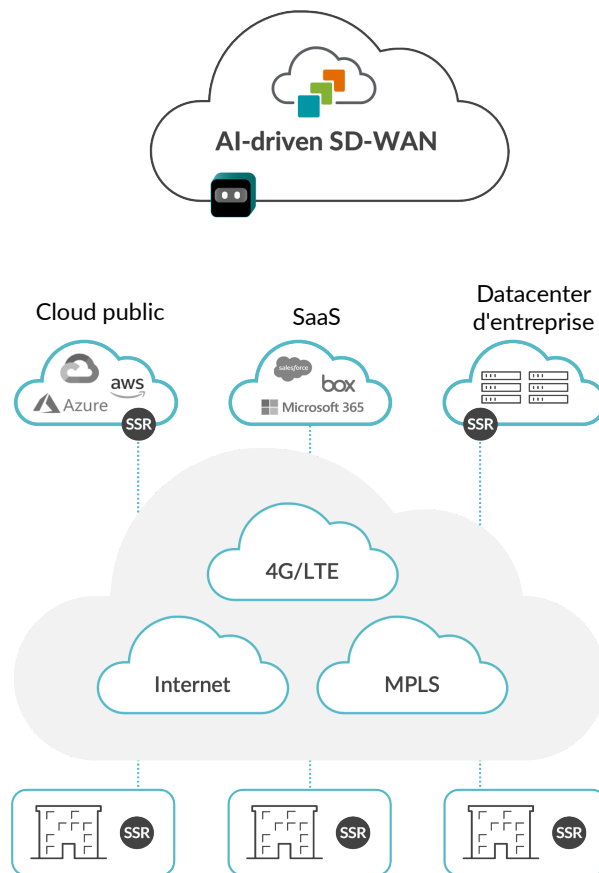 AI-driven SD-WAN
Cloud public
SaaS
Datacenter
d'entreprise
aws
Azure
SSR
salesforce
box
Microsoft 365
SSR
4G/LTE
Internet
MPLS
SSR
SSR
SSR